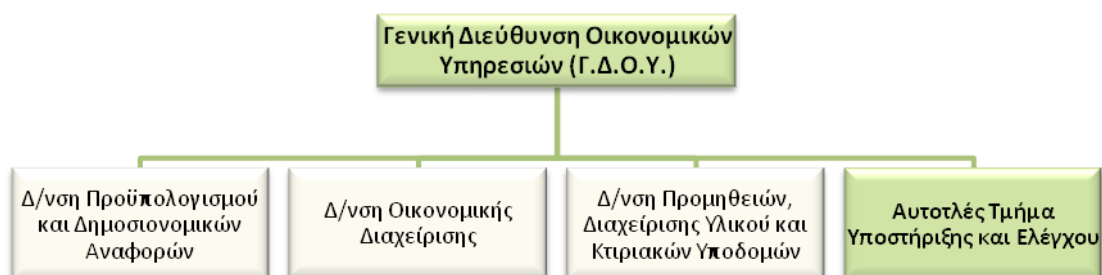 Γενική Διεύθυνση Οικονομικών
Υπηρεσιών (Γ.Δ.Ο.Υ.)
Δ/νση Προϋπολογισμού
και Δημοσιονομικών
Αναφορών
Δ/νση Οικονομικής
Διαχείρισης
Δ/νση Προμηθειών,
Διαχείρισης Υλικού και
Κτιριακών Υποδομών
Αυτοτλές Τμήμα
Υποστήριξης και Ελέγχου